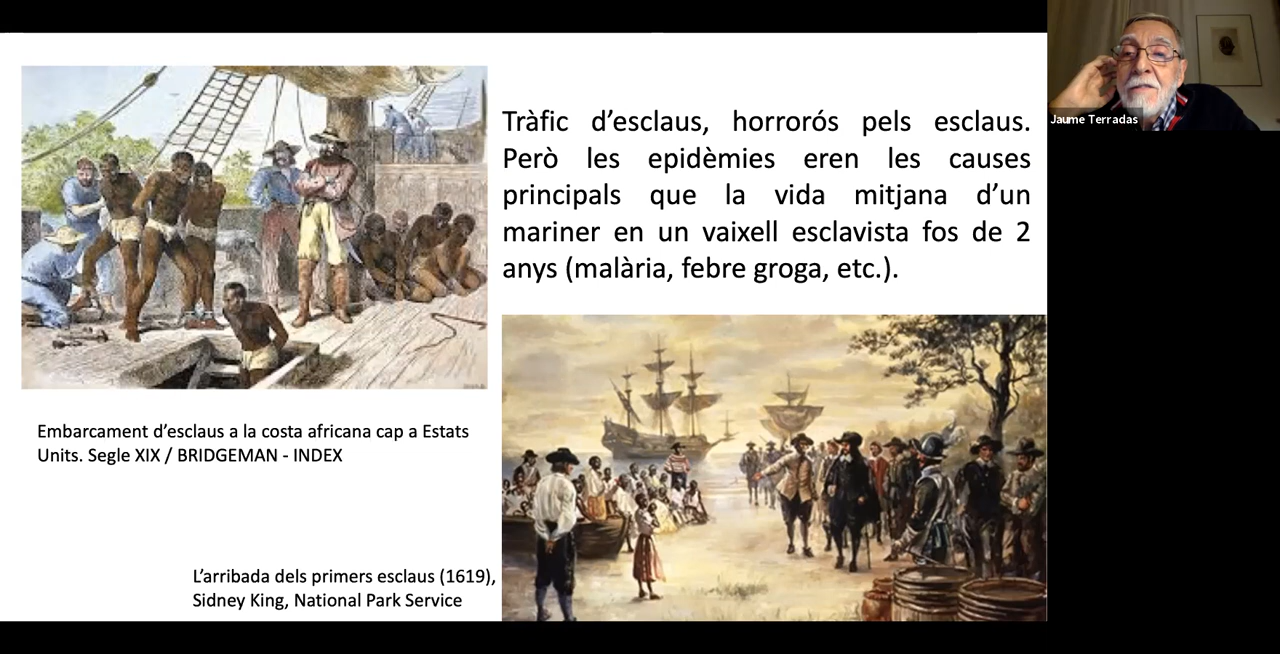 Tràfic d’esclaus, horrorós pels esclaus.
Però les epidèmies eren les causes
principals que la vida mitjana d’un
mariner en un vaixell esclavista fos de 2
anys (malària, febre groga, etc.).
Embarcament d’esclaus a la costa africana cap a Estats
Units. Segle XIX / BRIDGEMAN - INDEX
L’arribada dels primers esclaus (1619),
Sidney King, National Park Service
Jaume Terradas